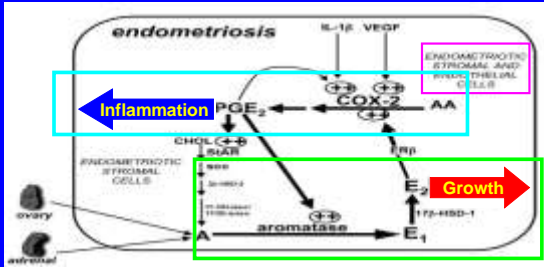 endometriosis
IL-1β VEGF
ENDOMETRIOTIC
STROMAL AND
ENDOTHELIAL
CELLS
Inflammation
PGE2
COX-2
AA
CHOL
StAR
ERβ
ENDOMETRIOTIC
STROMAL
CELLS
E2
Growth
17β-HSD-1
ovary
adrenal
A
aromatase
E1